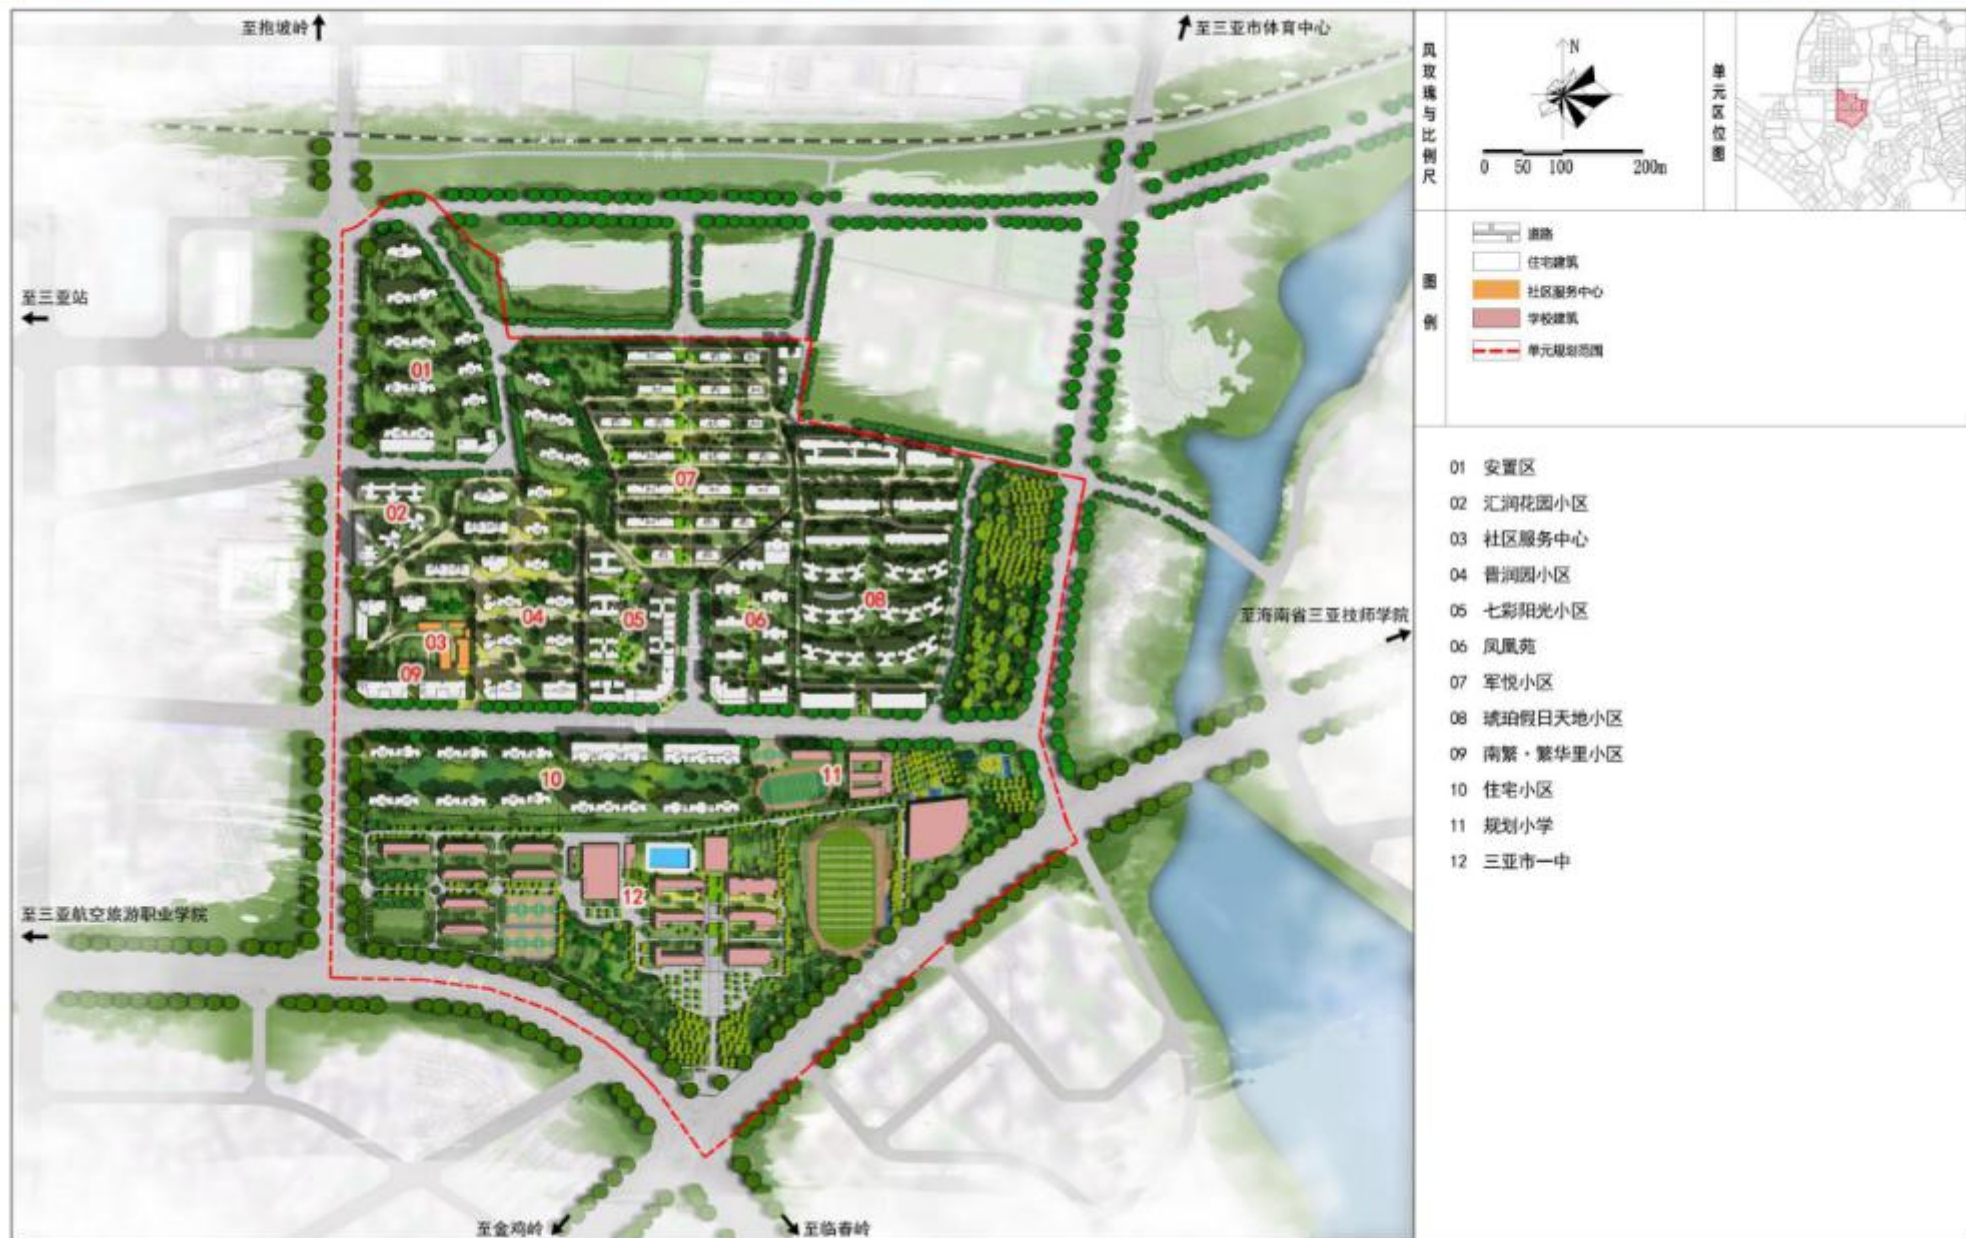 至抱坡岭
至三亚市体育中心
至三亚站
01
02
03
04
05
06
07
08
09
10
11
12
至海南省三亚技师学院
至三亚航空旅游职业学院
至金鸡岭
至临春岭
风玫瑰与比例尺
N
0 50 100 200m
单元区位图
图例
道路
住宅建筑
社区服务中心
学校建筑
单元规划范围
01 安置区
02 汇润花园小区
03 社区服务中心
04 晋润园小区
05 七彩阳光小区
06 凤凰苑
07 军悦小区
08 琥珀假日天地小区
09 南繁·繁华里小区
10 住宅小区
11 规划小学
12 三亚市一中